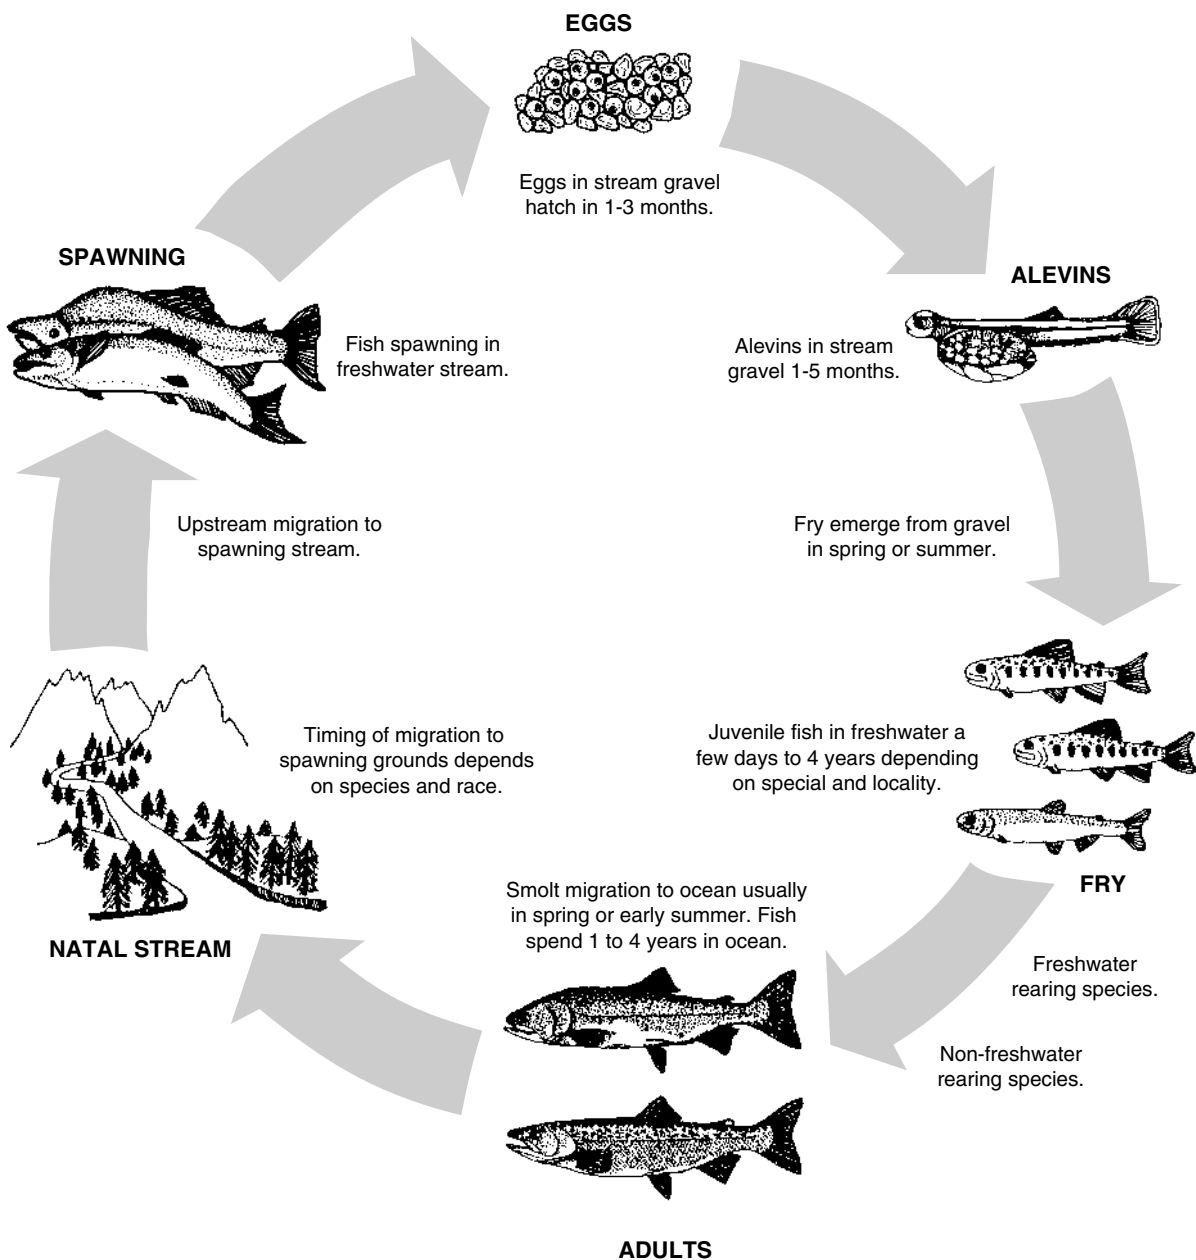 EGGS
Eggs in stream gravel
hatch in 1-3 months.
ALEVINS
Alevins in stream
gravel 1-5 months.
Fry emerge from gravel
in spring or summer.
Juvenile fish in freshwater a
few days to 4 years depending
on special and locality.
FRY
Freshwater
rearing species.
Non-freshwater
rearing species.
Smolt migration to ocean usually
in spring or early summer. Fish
spend 1 to 4 years in ocean.
ADULTS
NATAL STREAM
Timing of migration to
spawning grounds depends
on species and race.
Upstream migration to
spawning stream.
SPAWNING
Fish spawning in
freshwater stream.